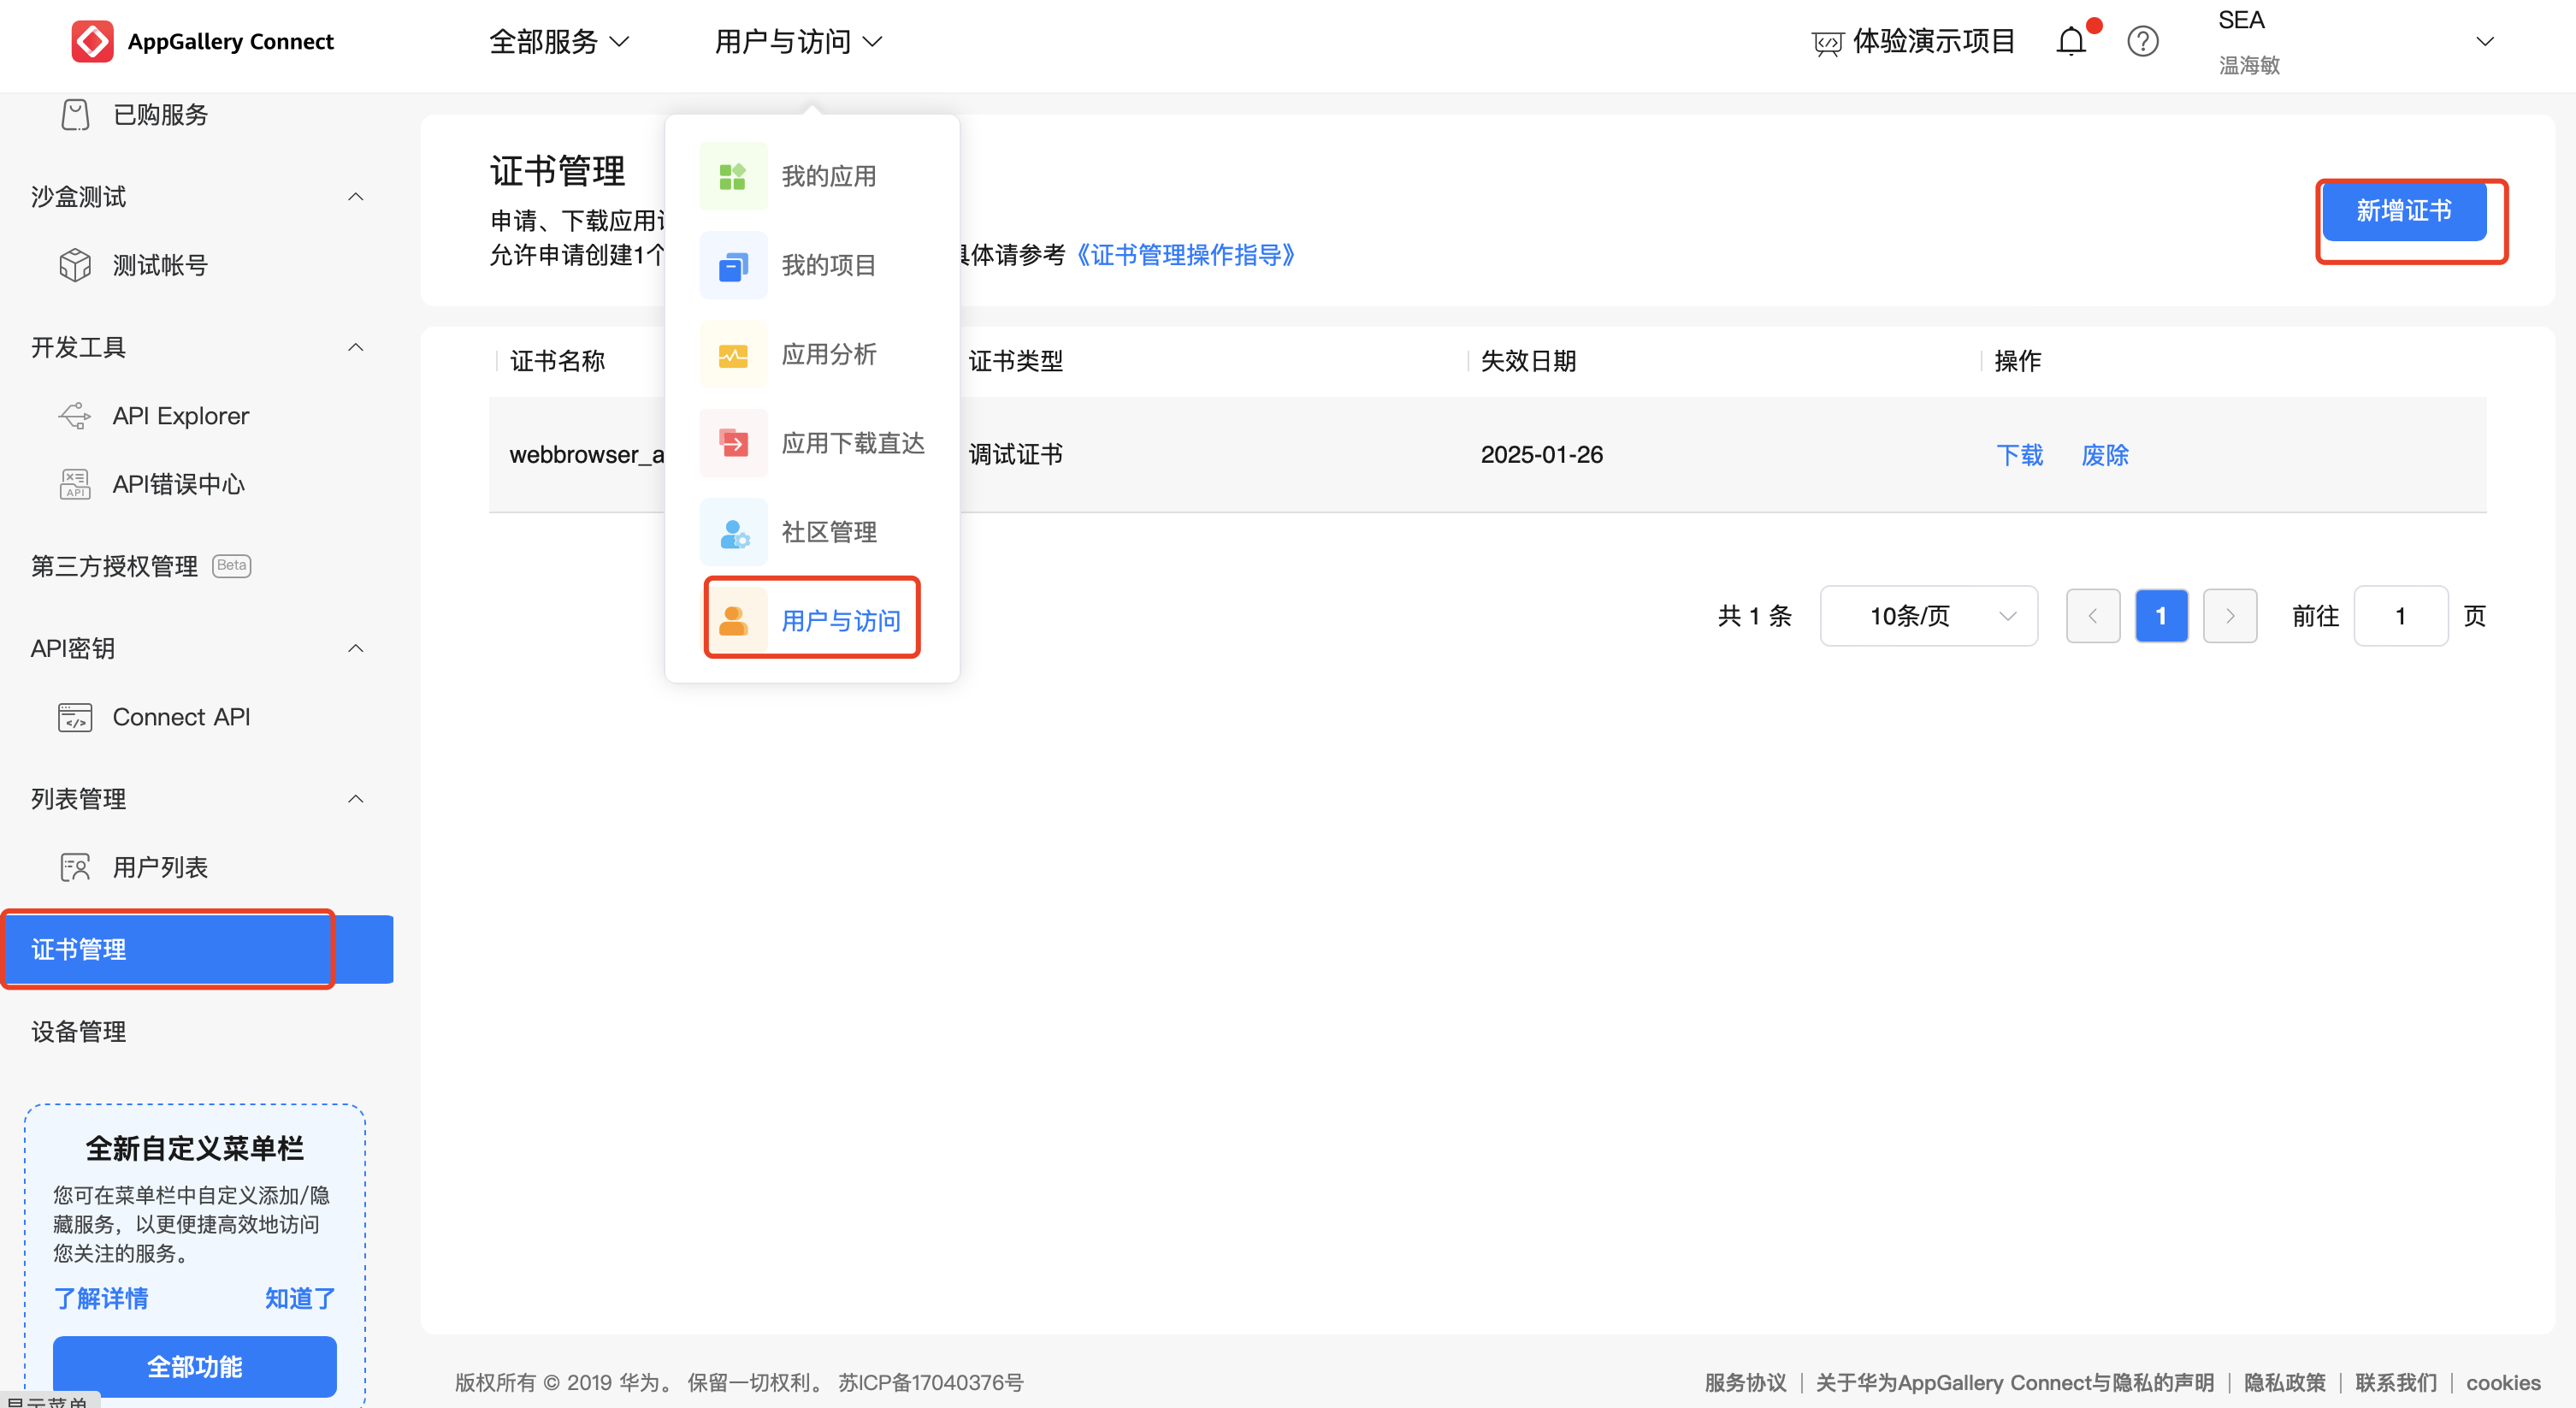 AppGallery Connect
全部服务
用户与访问
体验演示项目
SEA
温海敏
已购服务
沙盒测试
测试帐号
开发工具
API Explorer
API错误中心
第三方授权管理 Beta
API密钥
Connect API
列表管理
用户列表
证书管理
设备管理
全新自定义菜单栏
您可在菜单栏中自定义添加/隐
藏服务，以更便捷高效地访问
您关注的服务。
了解详情 知道了
全部功能
显示菜单
我的应用
我的项目
应用分析
应用下载直达
社区管理
用户与访问
证书管理
申请、下载应用
允许申请创建1个 具体请参考《证书管理操作指导》
新增证书
证书名称 证书类型 失效日期 操作
webbrowser_a 调试证书 2025-01-26 下载 废除
共 1 条 10条/页 1 前往 1 页
版权所有 © 2019 华为。 保留一切权利。 苏ICP备17040376号
服务协议 | 关于华为AppGallery Connect与隐私的声明 | 隐私政策 | 联系我们 | cookies